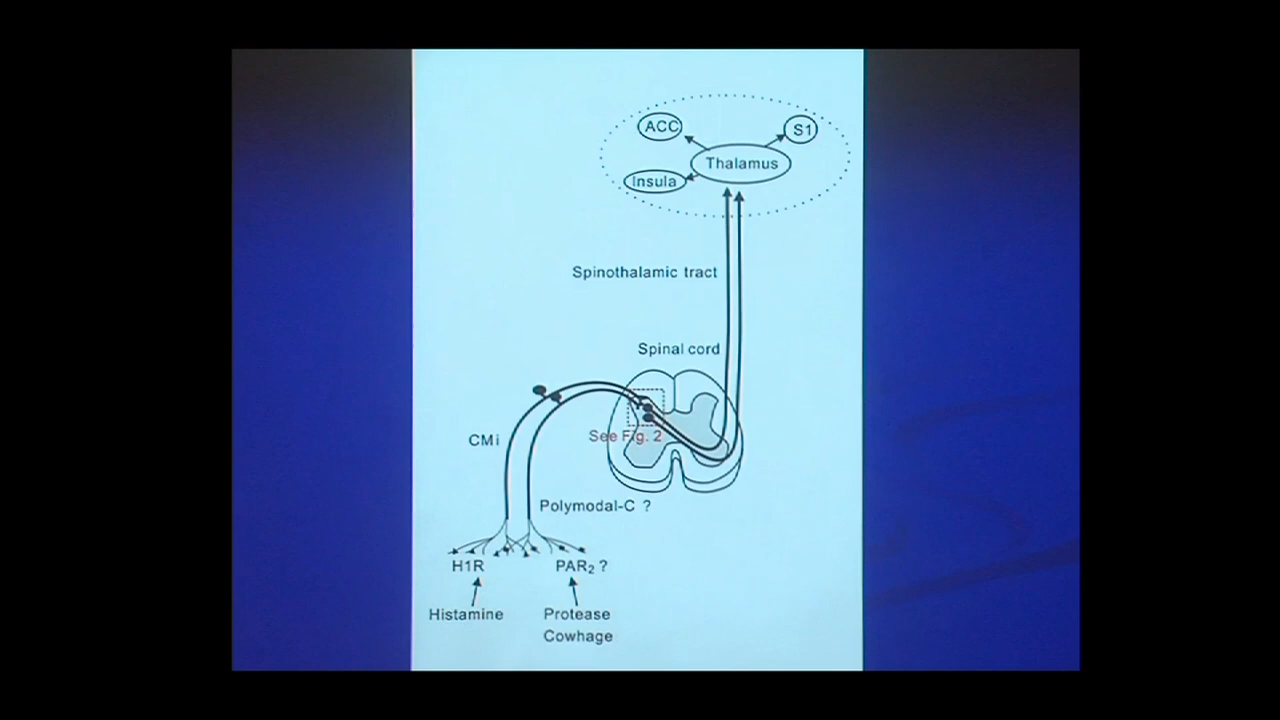 ACC
S1
Thalamus
Insula
Spinothalamic tract
Spinal cord
See Fig. 2
CMi
Polymodal-C ?
H1R
PAR₂ ?
Histamine
Protease
Cowhage